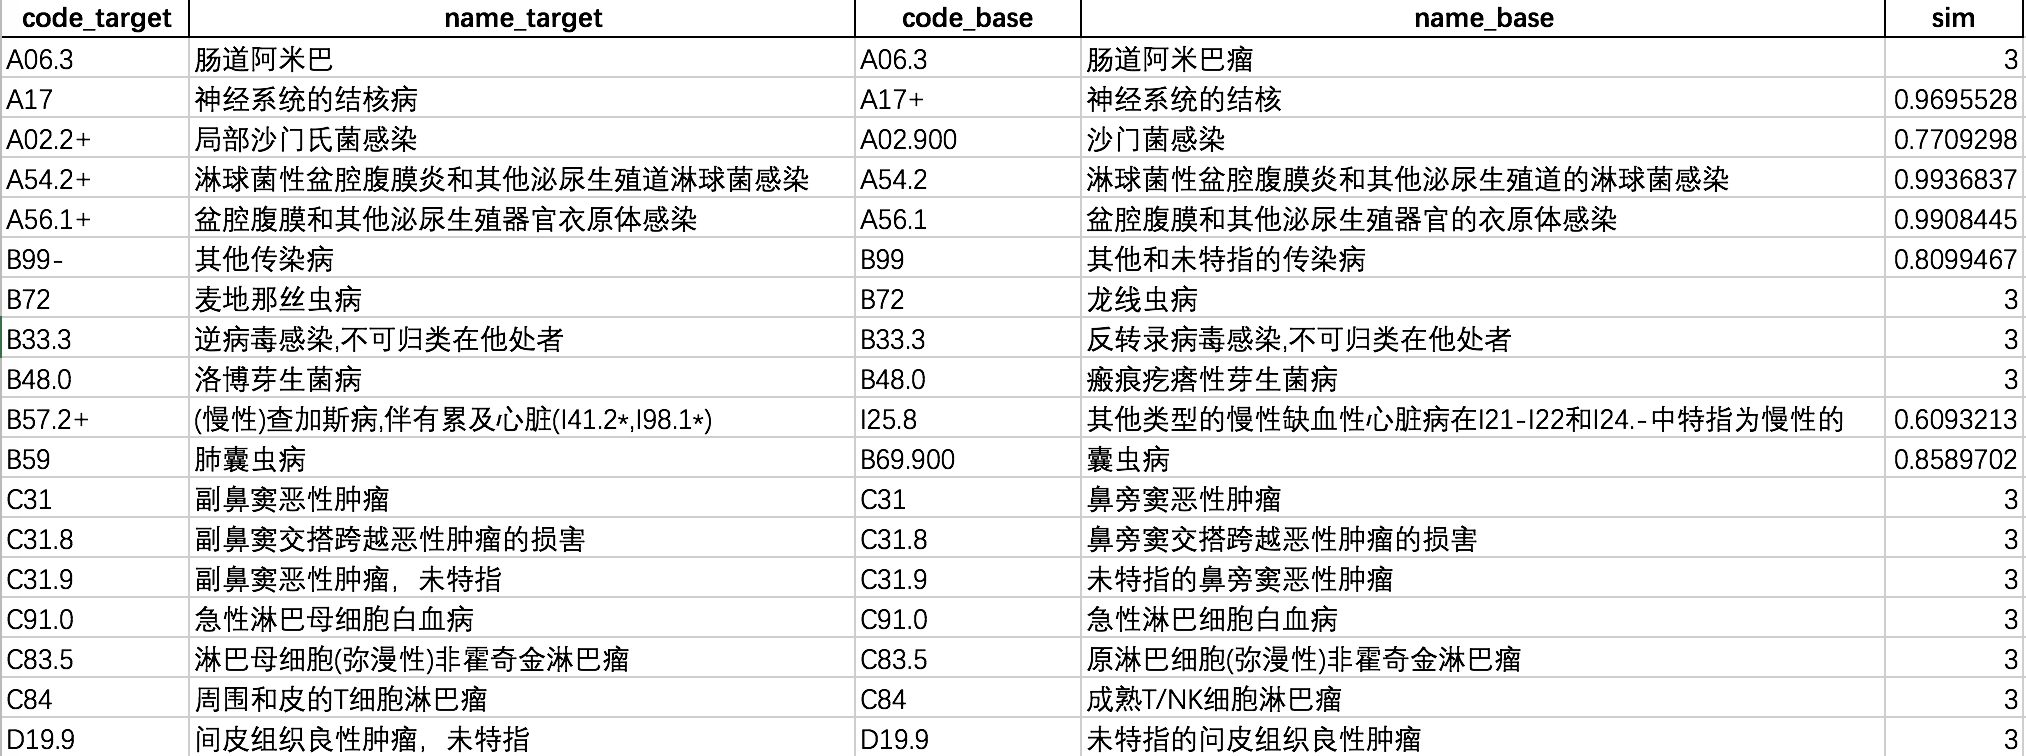 code_target name_target code_base name_base sim
A06.3 肠道阿米巴 A06.3 肠道阿米巴瘤 3
A17 神经系统的结核病 A17+ 神经系统的结核 0.9695528
A02.2+ 局部沙门氏菌感染 A02.900 沙门菌感染 0.7709298
A54.2+ 淋球菌性盆腔腹膜炎和其他泌尿生殖道淋球菌感染 A54.2 淋球菌性盆腔腹膜炎和其他泌尿生殖道的淋球菌感染 0.9936837
A56.1+ 盆腔腹膜和其他泌尿生殖器官衣原体感染 A56.1 盆腔腹膜和其他泌尿生殖器官的衣原体感染 0.9908445
B99- 其他传染病 B99 其他和未特指的传染病 0.8099467
B72 麦地那丝虫病 B72 龙线虫病 3
B33.3 逆病毒感染,不可归类在他处者 B33.3 反转录病毒感染,不可归类在他处者 3
B48.0 洛博芽生菌病 B48.0 瘢痕疙瘩性芽生菌病 3
B57.2+ (慢性)查加斯病,伴有累及心脏(I41.2*,I98.1*) I25.8 其他类型的慢性缺血性心脏病在I21-I22和I24.-中特指为慢性的 0.6093213
B59 肺囊虫病 B69.900 囊虫病 0.8589702
C31 副鼻窦恶性肿瘤 C31 鼻旁窦恶性肿瘤 3
C31.8 副鼻窦交搭跨越恶性肿瘤的损害 C31.8 鼻旁窦交搭跨越恶性肿瘤的损害 3
C31.9 副鼻窦恶性肿瘤，未特指 C31.9 未特指的鼻旁窦恶性肿瘤 3
C91.0 急性淋巴母细胞白血病 C91.0 急性淋巴细胞白血病 3
C83.5 淋巴母细胞(弥漫性)非霍奇金淋巴瘤 C83.5 原淋巴细胞(弥漫性)非霍奇金淋巴瘤 3
C84 周围和皮的T细胞淋巴瘤 C84 成熟T/NK细胞淋巴瘤 3
D19.9 间皮组织良性肿瘤，未特指 D19.9 未特指的间皮组织良性肿瘤 3